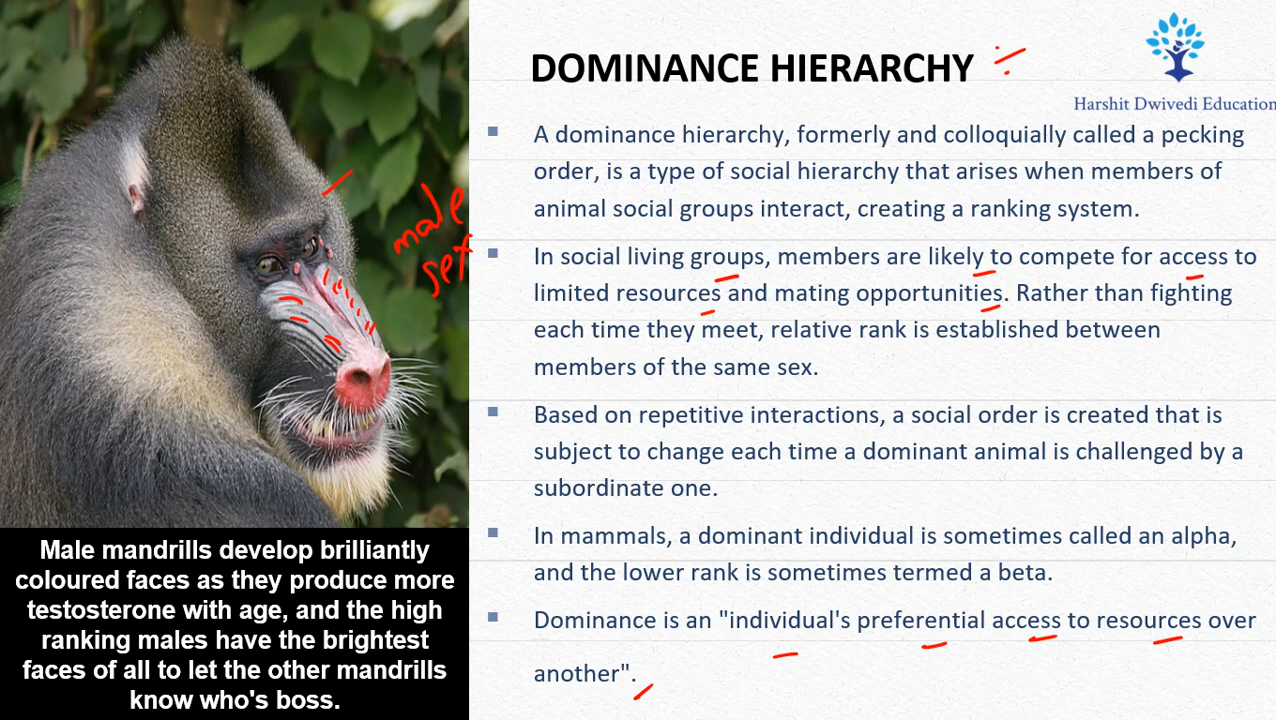 DOMINANCE HIERARCHY
Harshit Dwivedi Education
A dominance hierarchy, formerly and colloquially called a pecking
order, is a type of social hierarchy that arises when members of
animal social groups interact, creating a ranking system.
In social living groups, members are likely to compete for access to
limited resources and mating opportunities. Rather than fighting
each time they meet, relative rank is established between
members of the same sex.
Based on repetitive interactions, a social order is created that is
subject to change each time a dominant animal is challenged by a
subordinate one.
In mammals, a dominant individual is sometimes called an alpha,
and the lower rank is sometimes termed a beta.
Dominance is an "individual's preferential access to resources over
another".
male
sex
Male mandrills develop brilliantly
coloured faces as they produce more
testosterone with age, and the high
ranking males have the brightest
faces of all to let the other mandrills
know who's boss.